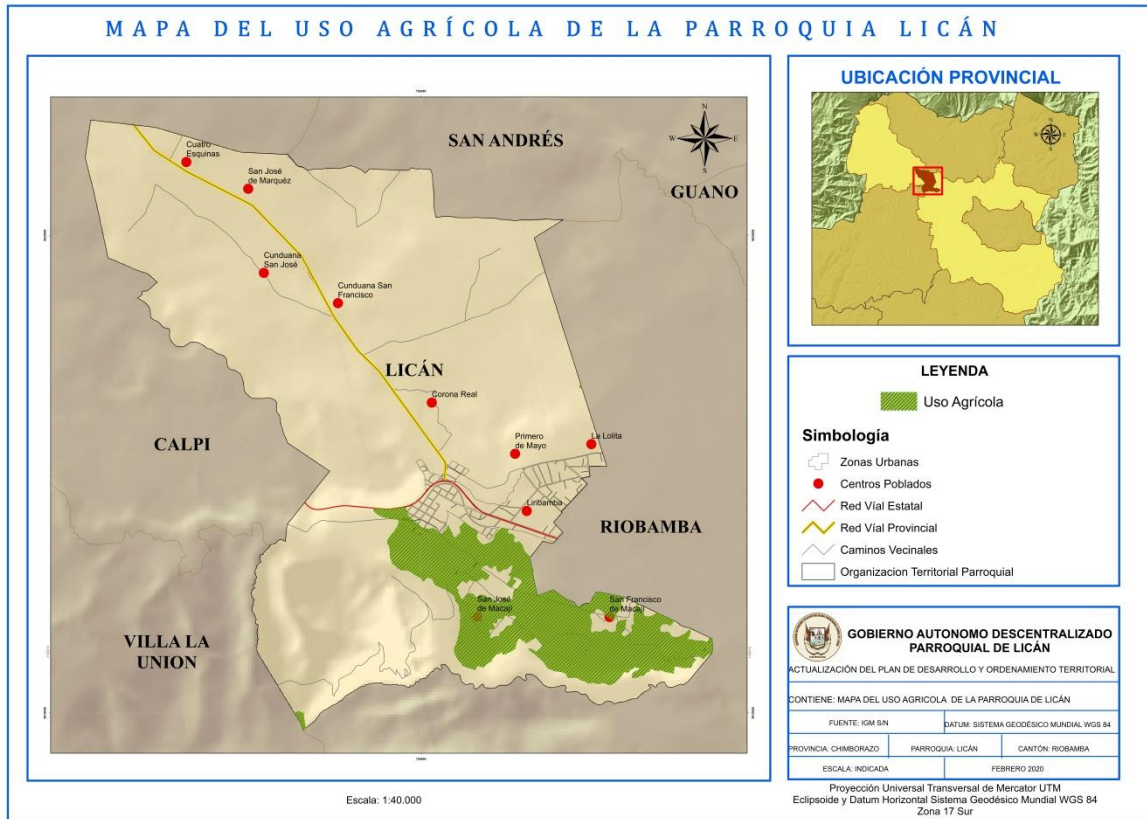 MAPA DEL USO AGRÍCOLA DE LA PARROQUIA LICÁN
SAN ANDRÉS
GUANO
Cuatro
Esquinas
San José
de Marquéz
Cunduana
San José
Cunduana San
Francisco
LICÁN
Corona Real
CALPI
Primero
de Mayo
La Lolita
Liribamba
RIOBAMBA
San José
de Macají
San Francisco
de Macají
VILLA LA
UNION
N
W
E
S
Escala: 1:40.000
UBICACIÓN PROVINCIAL
LEYENDA
Uso Agrícola
Simbología
Zonas Urbanas
Centros Poblados
Red Víal Estatal
Red Víal Provincial
Caminos Vecinales
Organizacion Territorial Parroquial
GOBIERNO AUTONOMO DESCENTRALIZADO
PARROQUIAL DE LICÁN
ACTUALIZACIÓN DEL PLAN DE DESARROLLO Y ORDENAMIENTO TERRITORIAL
CONTIENE: MAPA DEL USO AGRICOLA DE LA PARROQUIA DE LICÁN
FUENTE: IGM S/N
DATUM: SISTEMA GEODÉSICO MUNDIAL WGS 84
PROVINCIA: CHIMBORAZO
PARROQUIA: LICÁN
CANTÓN: RIOBAMBA
ESCALA: INDICADA
FEBRERO 2020
Proyección Universal Transversal de Mercator UTM
Eclipsoide y Datum Horizontal Sistema Geodésico Mundial WGS 84
Zona 17 Sur